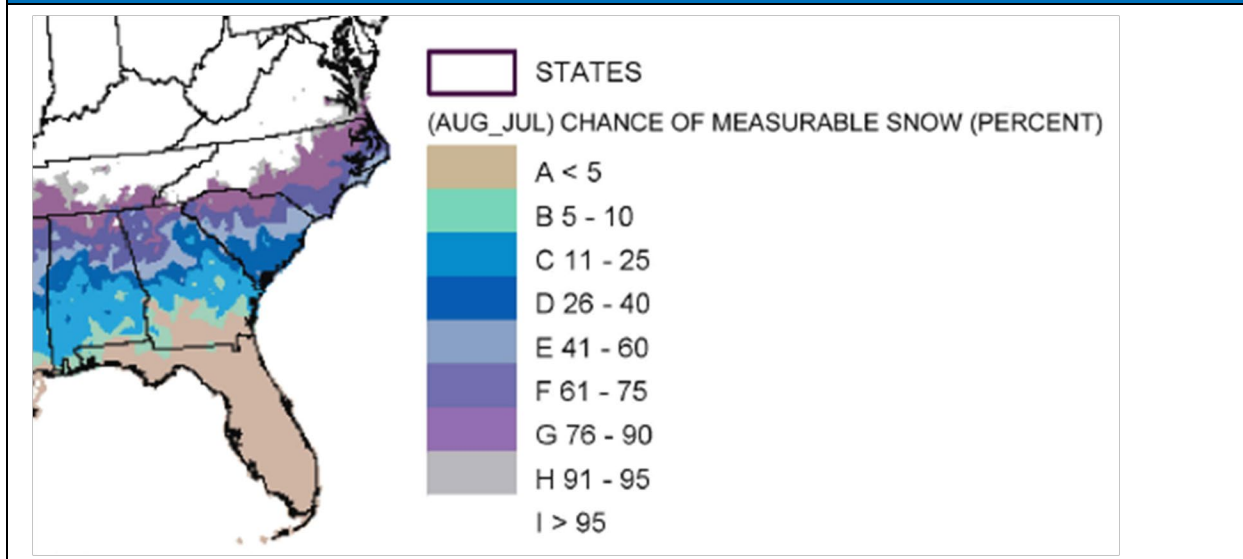 STATES
(AUG_JUL) CHANCE OF MEASURABLE SNOW (PERCENT)
A < 5
B 5 - 10
C 11 - 25
D 26 - 40
E 41 - 60
F 61 - 75
G 76 - 90
H 91 - 95
I > 95